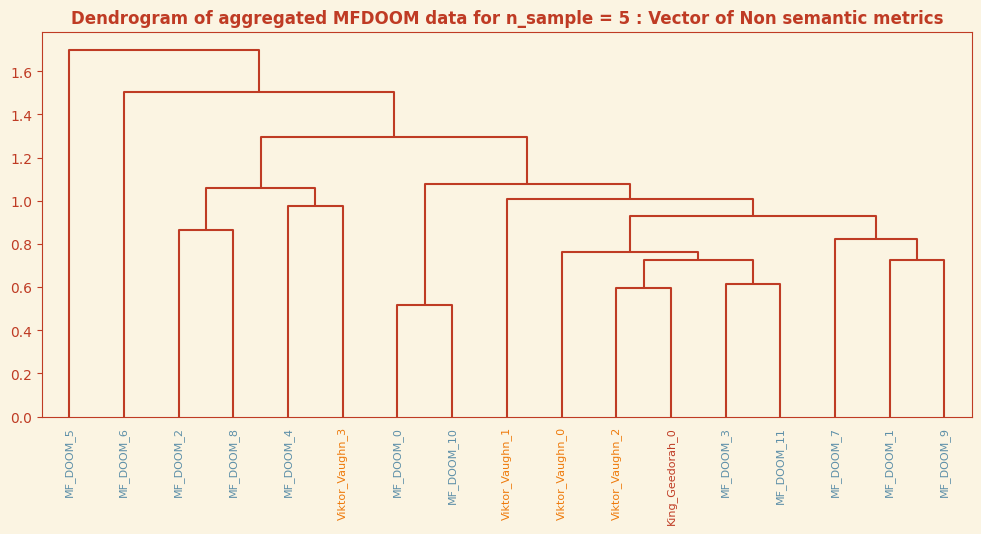 Dendrogram of aggregated MFDOOM data for n_sample = 5 : Vector of Non semantic metrics
1.6
1.4
1.2
1.0
0.8
0.6
0.4
0.2
0.0
MF_DOOM_5
MF_DOOM_6
MF_DOOM_2
MF_DOOM_8
MF_DOOM_4
Viktor_Vaughn_3
MF_DOOM_0
MF_DOOM_10
Viktor_Vaughn_1
Viktor_Vaughn_0
Viktor_Vaughn_2
King_Geedorah_0
MF_DOOM_3
MF_DOOM_11
MF_DOOM_7
MF_DOOM_1
MF_DOOM_9